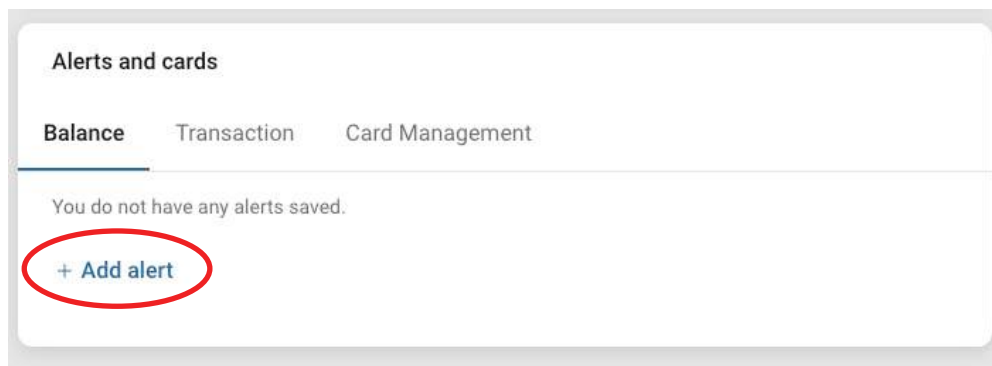 Alerts and cards
Balance Transaction Card Management
You do not have any alerts saved.
+ Add alert